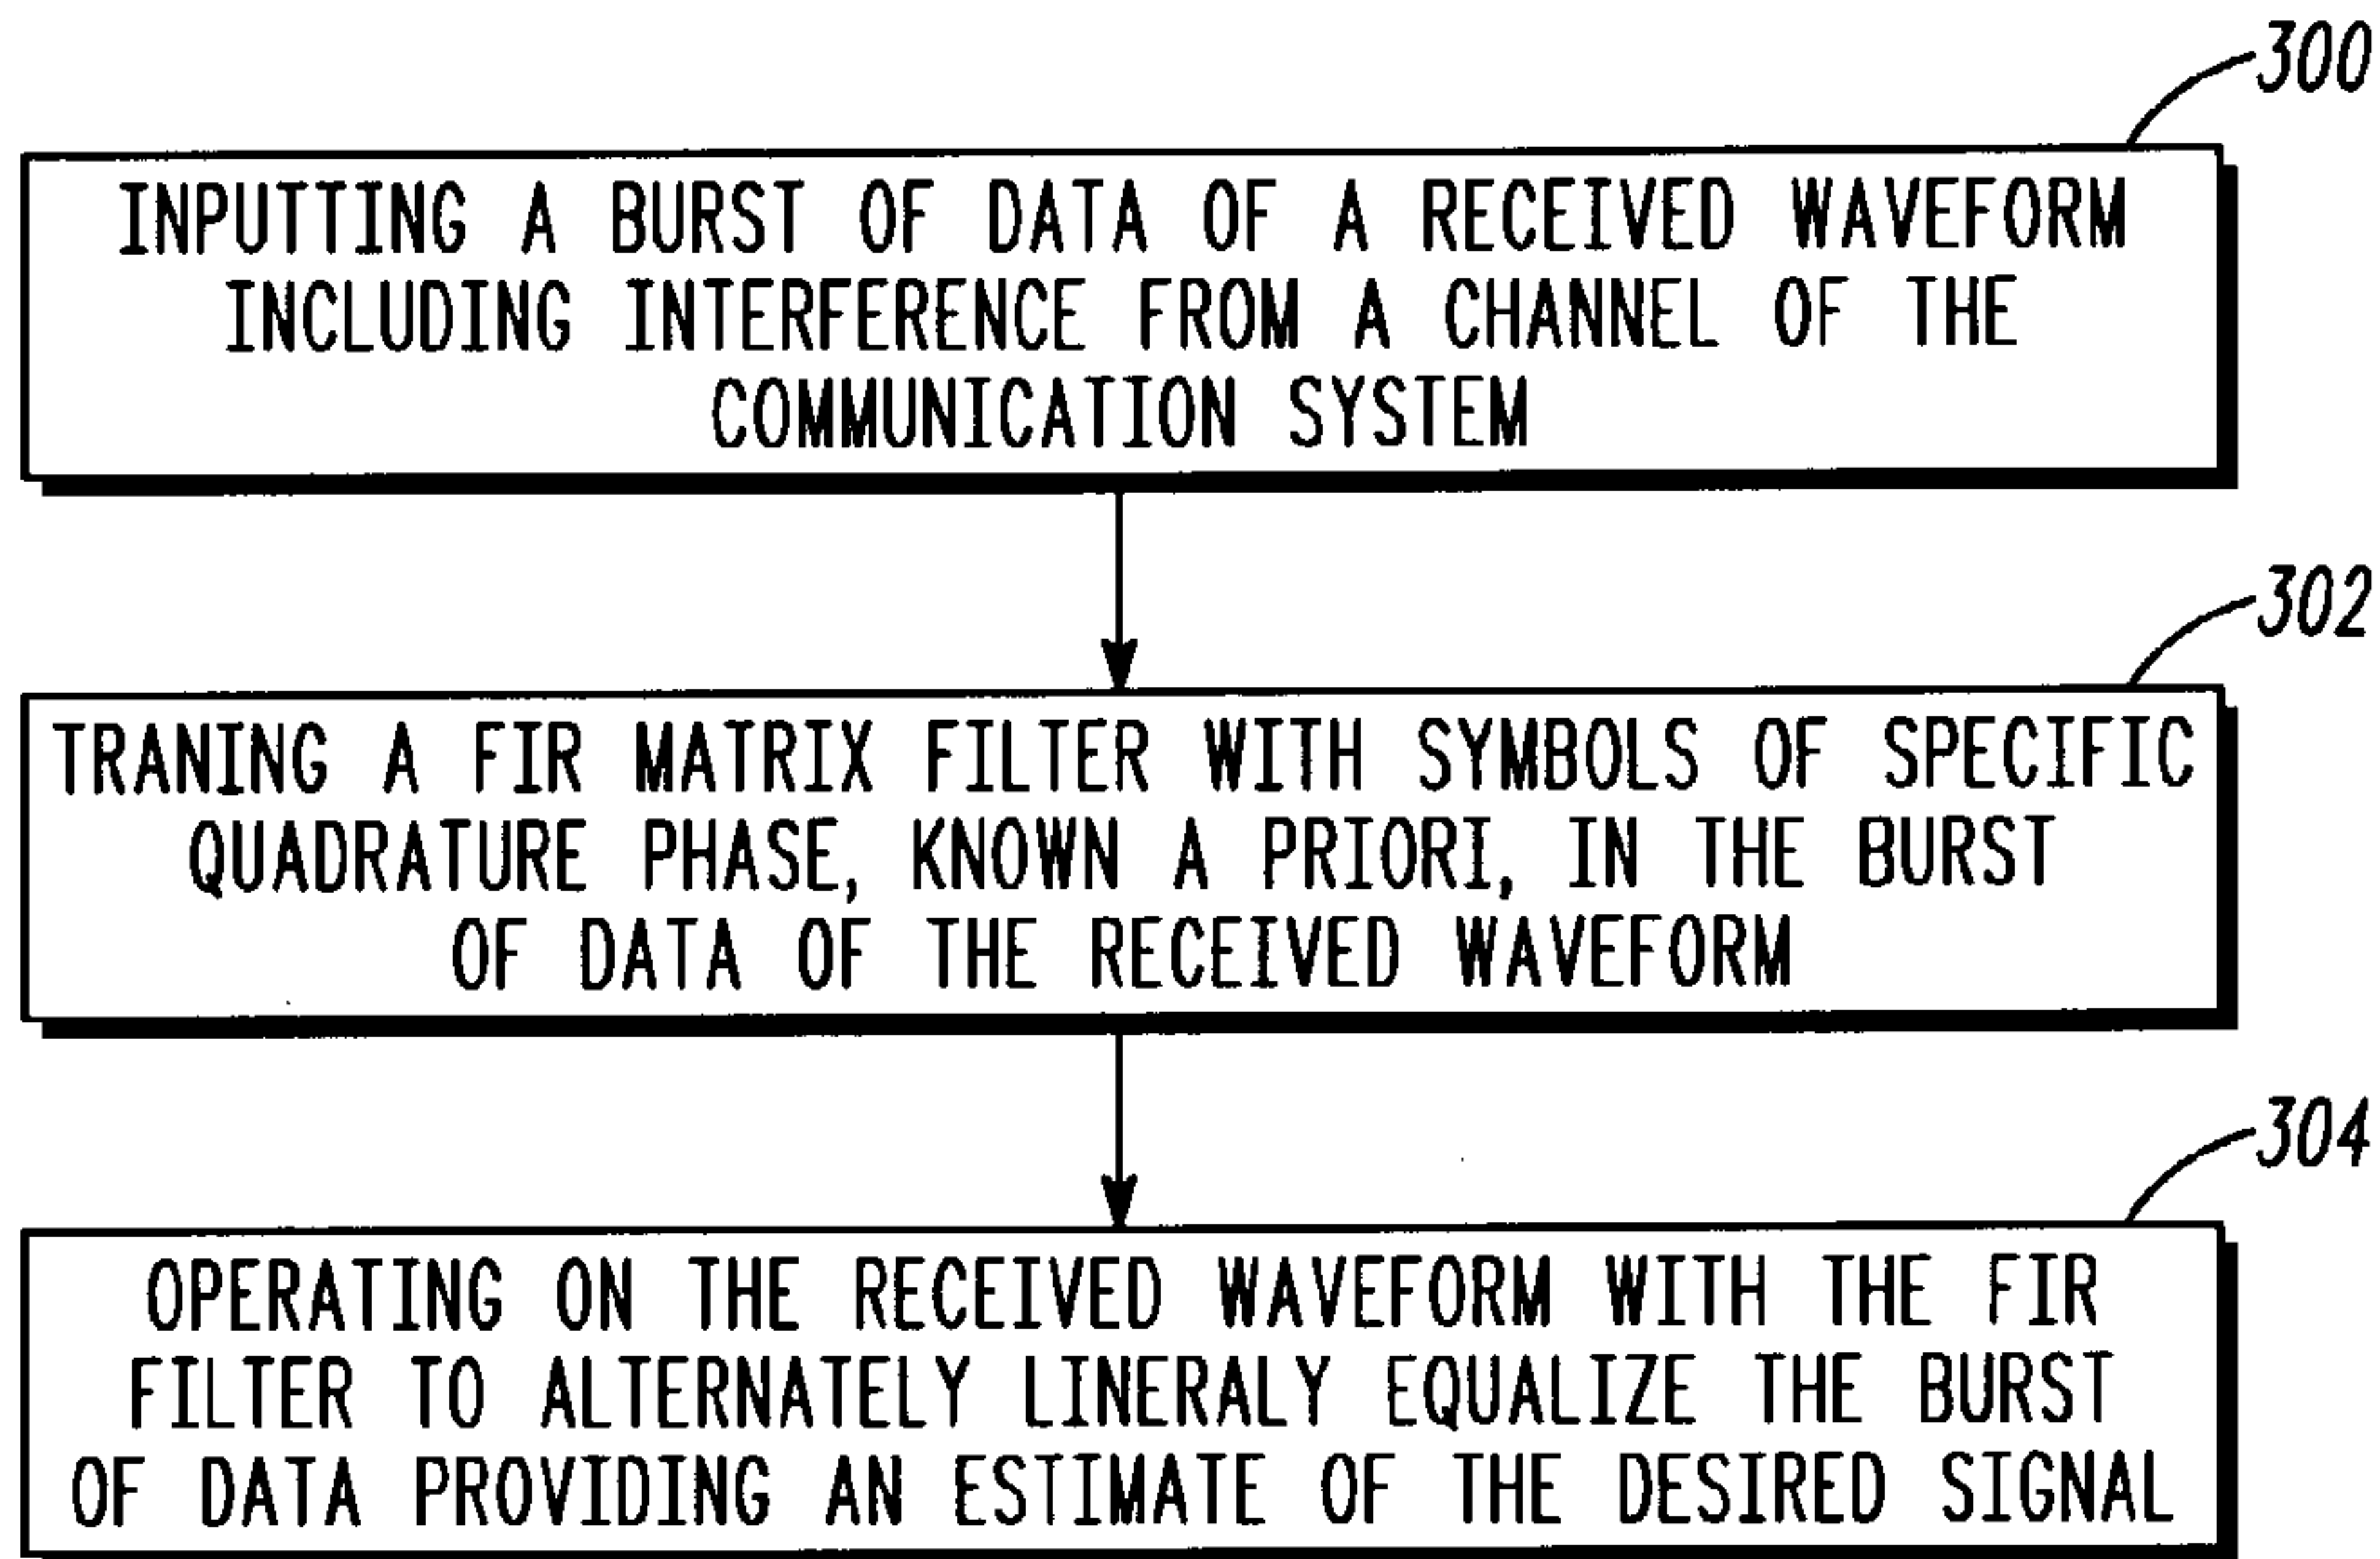 300
INPUTTING A BURST OF DATA OF A RECEIVED WAVEFORM
INCLUDING INTERFERENCE FROM A CHANNEL OF THE
COMMUNICATION SYSTEM
302
TRANING A FIR MATRIX FILTER WITH SYMBOLS OF SPECIFIC
QUADRATURE PHASE, KNOWN A PRIORI, IN THE BURST
OF DATA OF THE RECEIVED WAVEFORM
304
OPERATING ON THE RECEIVED WAVEFORM WITH THE FIR
FILTER TO ALTERNATELY LINERALY EQUALIZE THE BURST
OF DATA PROVIDING AN ESTIMATE OF THE DESIRED SIGNAL